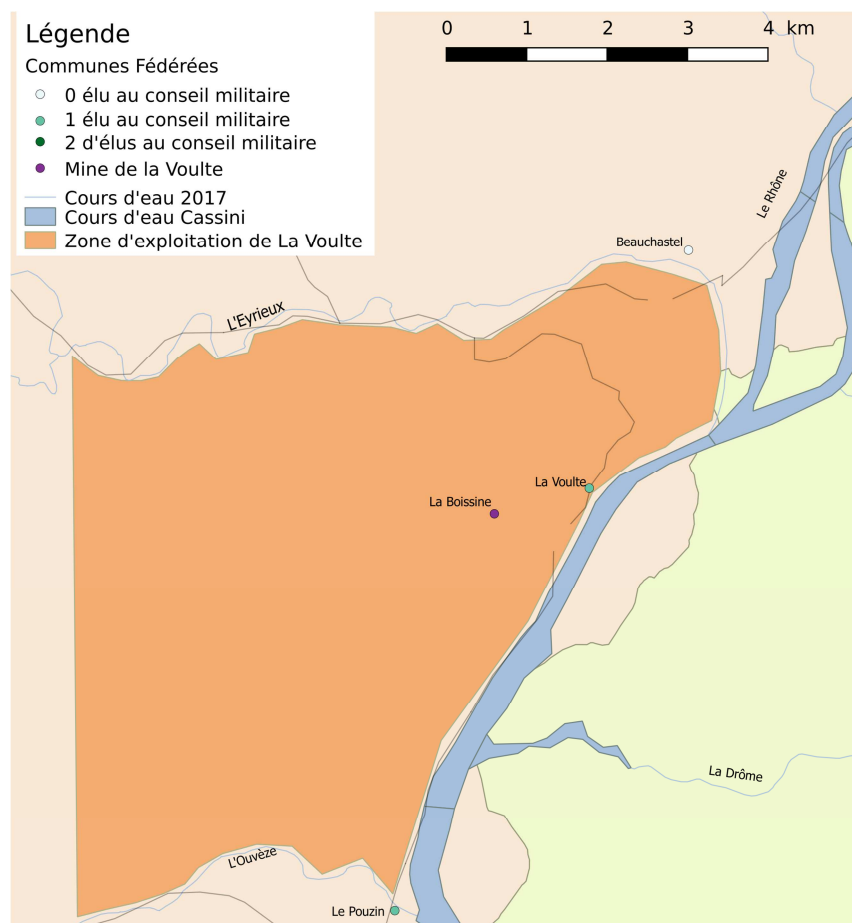 Légende
Communes Fédérées
0 élu au conseil militaire
1 élu au conseil militaire
2 d'élus au conseil militaire
Mine de la Voulte
Cours d'eau 2017
Cours d'eau Cassini
Zone d'exploitation de La Voulte
0 1 2 3 4 km
Le Rhône
Beauchastel
L'Eyrieux
La Voulte
La Boissine
La Drôme
L'Ouvèze
Le Pouzin